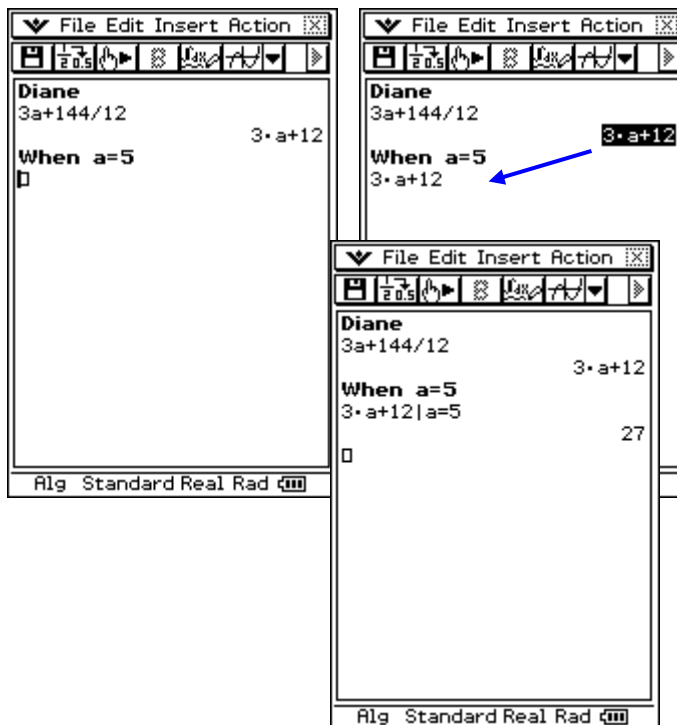 File Edit Insert Action
Diane
3a+144/12
3·a+12
When a=5
Alg Standard Real Rad
File Edit Insert Action
Diane
3a+144/12
3·a+12
When a=5
3·a+12
File Edit Insert Action
Diane
3a+144/12
3·a+12
When a=5
3·a+12|a=5
27
Alg Standard Real Rad